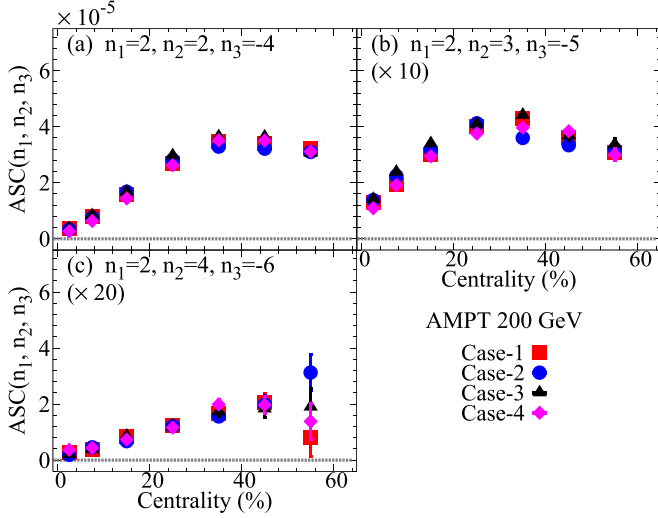 × 10⁻⁵
(a) n₁=2, n₂=2, n₃=-4
(b) n₁=2, n₂=3, n₃=-5
(× 10)
ASC(n₁, n₂, n₃)
6
4
2
0
0 20 40 60
Centrality (%)
(c) n₁=2, n₂=4, n₃=-6
(× 20)
ASC(n₁, n₂, n₃)
6
4
2
0
0 20 40 60
Centrality (%)
AMPT 200 GeV
Case-1
Case-2
Case-3
Case-4